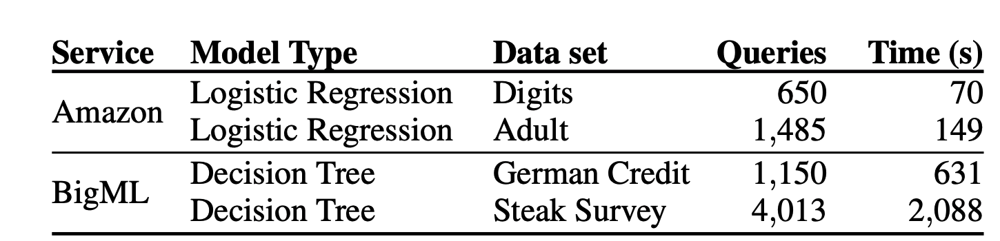 Service Model Type Data set Queries Time (s)
Amazon
Logistic Regression Digits 650 70
Logistic Regression Adult 1,485 149
BigML
Decision Tree German Credit 1,150 631
Decision Tree Steak Survey 4,013 2,088